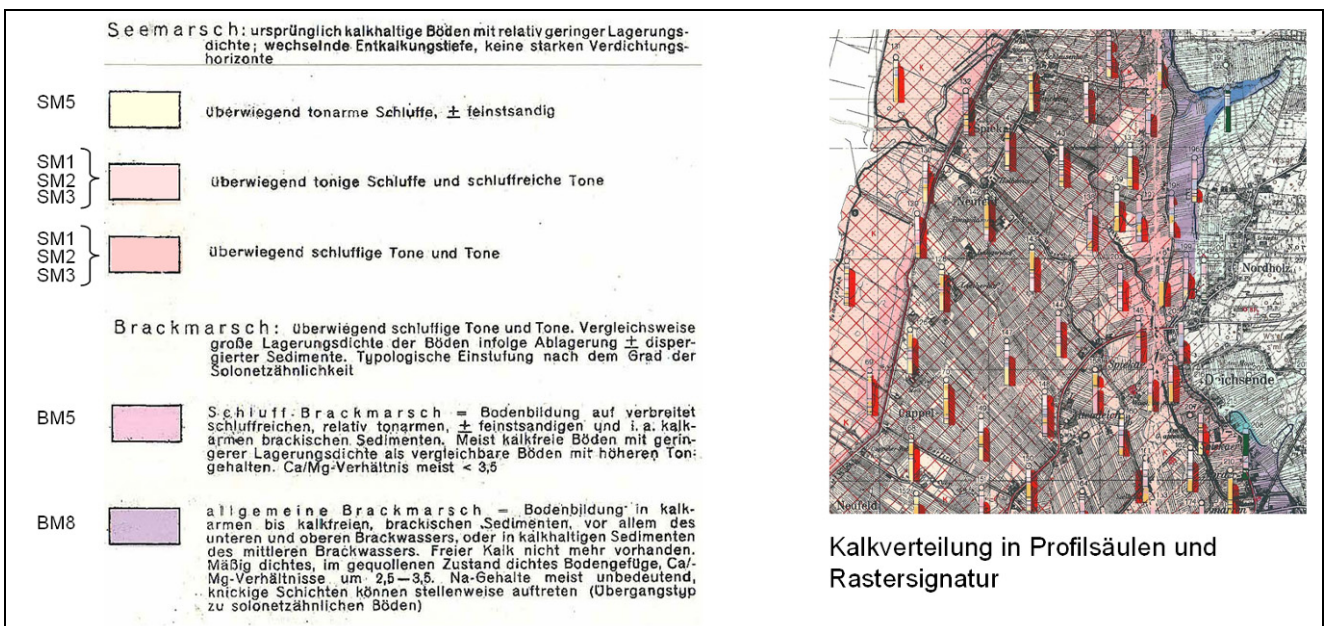 Seemarsch: ursprünglich kalkhaltige Böden mit relativ geringer Lagerungs-
dichte; wechselnde Entkalkungstiefe, keine starken Verdichtungs-
horizonte
SM5
überwiegend tonarme Schluffe, ± feinstsandig
SM1
SM2
SM3
überwiegend tonige Schluffe und schluffreiche Tone
SM1
SM2
SM3
überwiegend schluffige Tone und Tone
Brackmarsch: überwiegend schluffige Tone und Tone. Vergleichsweise
große Lagerungsdichte der Böden infolge Ablagerung ± disper-
gierter Sedimente. Typologische Einstufung nach dem Grad der
Solonetzähnlichkeit
BM5
Schluff-Brackmarsch = Bodenbildung auf verbreitet
schluffreichen, relativ tonarmen, ± feinstsandigen und i. a. kalk-
armen brackischen Sedimenten. Meist kalkfreie Böden mit gerin-
gerer Lagerungsdichte als vergleichbare Böden mit höheren Ton-
gehalten. Ca/Mg-Verhältnis meist < 3,5
BM8
allgemeine Brackmarsch = Bodenbildung in kalk-
armen bis kalkfreien, brackischen Sedimenten, vor allem des
unteren und oberen Brackwassers, oder in kalkhaltigen Sedimenten
des mittleren Brackwassers. Freier Kalk nicht mehr vorhanden.
Mäßig dichtes, im gequollenen Zustand dichtes Bodengefüge, Ca/-
Mg-Verhältnisse um 2,5—3,5. Na-Gehalte meist unbedeutend,
knickige Schichten können stellenweise auftreten (Übergangstyp
zu solonetzähnlichen Böden)
132
Spieka
Neufeld
Nordholz
Deichsende
Cappel
Neufeld
Kalkverteilung in Profilsäulen und
Rastersignatur